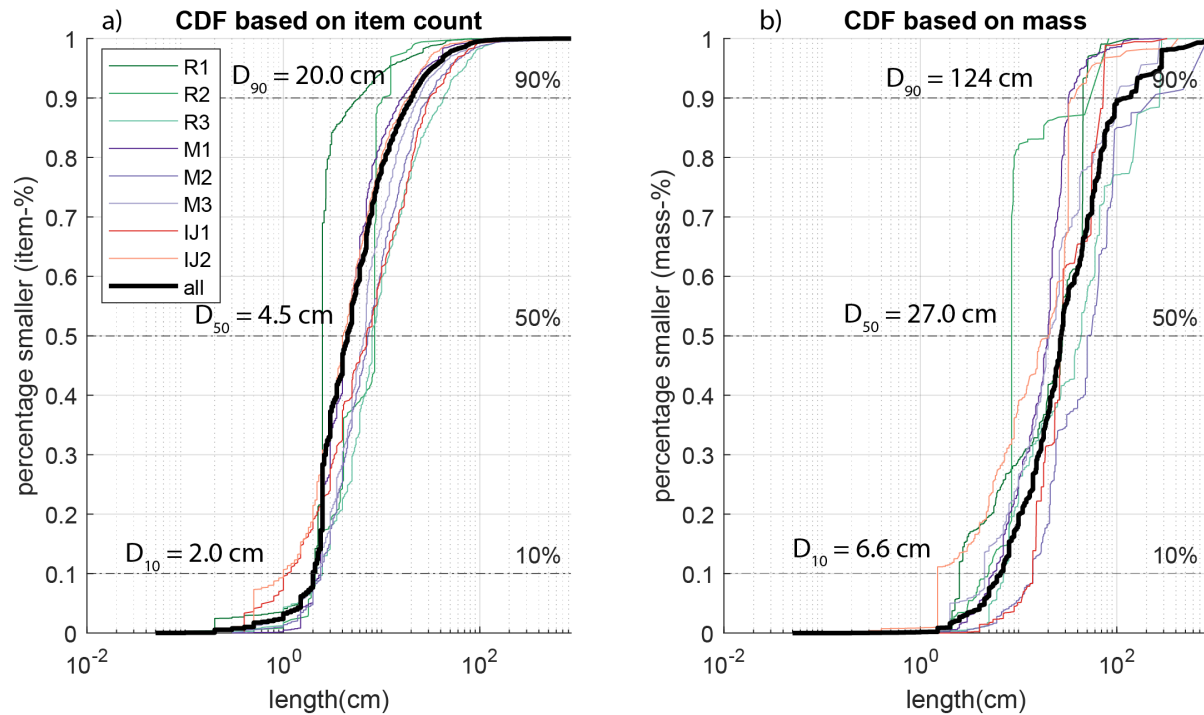 a) CDF based on item count
1
0.9
0.8
0.7
0.6
0.5
0.4
0.3
0.2
0.1
0
percentage smaller (item-%)
R1
R2
R3
M1
M2
M3
IJ1
IJ2
all
D90 = 20.0 cm
90%
D50 = 4.5 cm
50%
D10 = 2.0 cm
10%
10-2
100
102
length(cm)
b) CDF based on mass
1
0.9
0.8
0.7
0.6
0.5
0.4
0.3
0.2
0.1
0
percentage smaller (mass-%)
D90 = 124 cm
90%
D50 = 27.0 cm
50%
D10 = 6.6 cm
10%
10-2
100
102
length(cm)